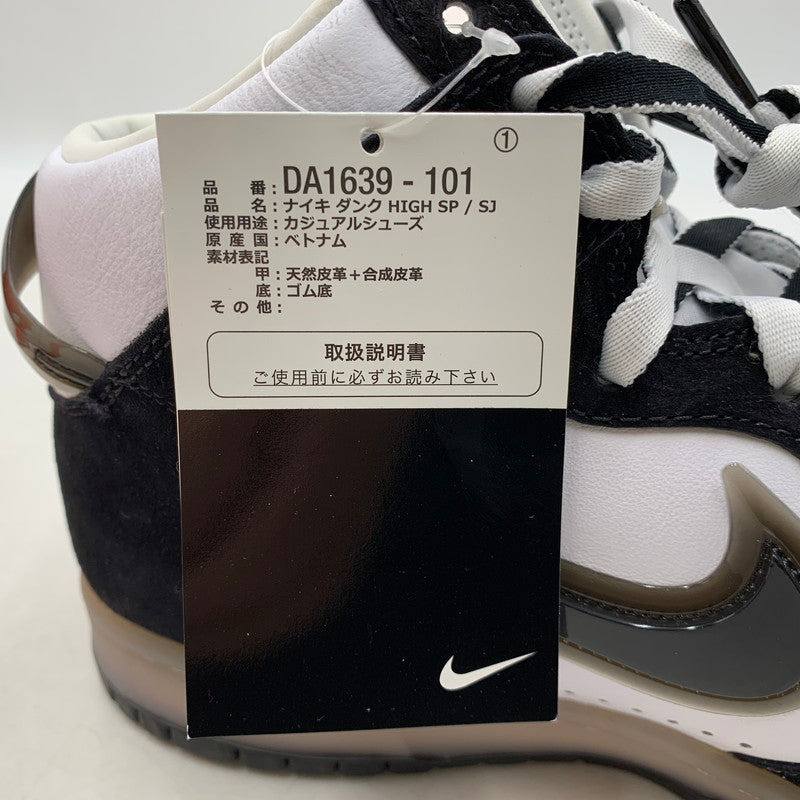 ①
品番:DA1639 - 101
品名:ナイキ ダンク HIGH SP / SJ
使用用途:カジュアルシューズ
原産国:ベトナム
素材表記
甲:天然皮革+合成皮革
底:ゴム底
その他:
取扱説明書
ご使用前に必ずお読み下さい